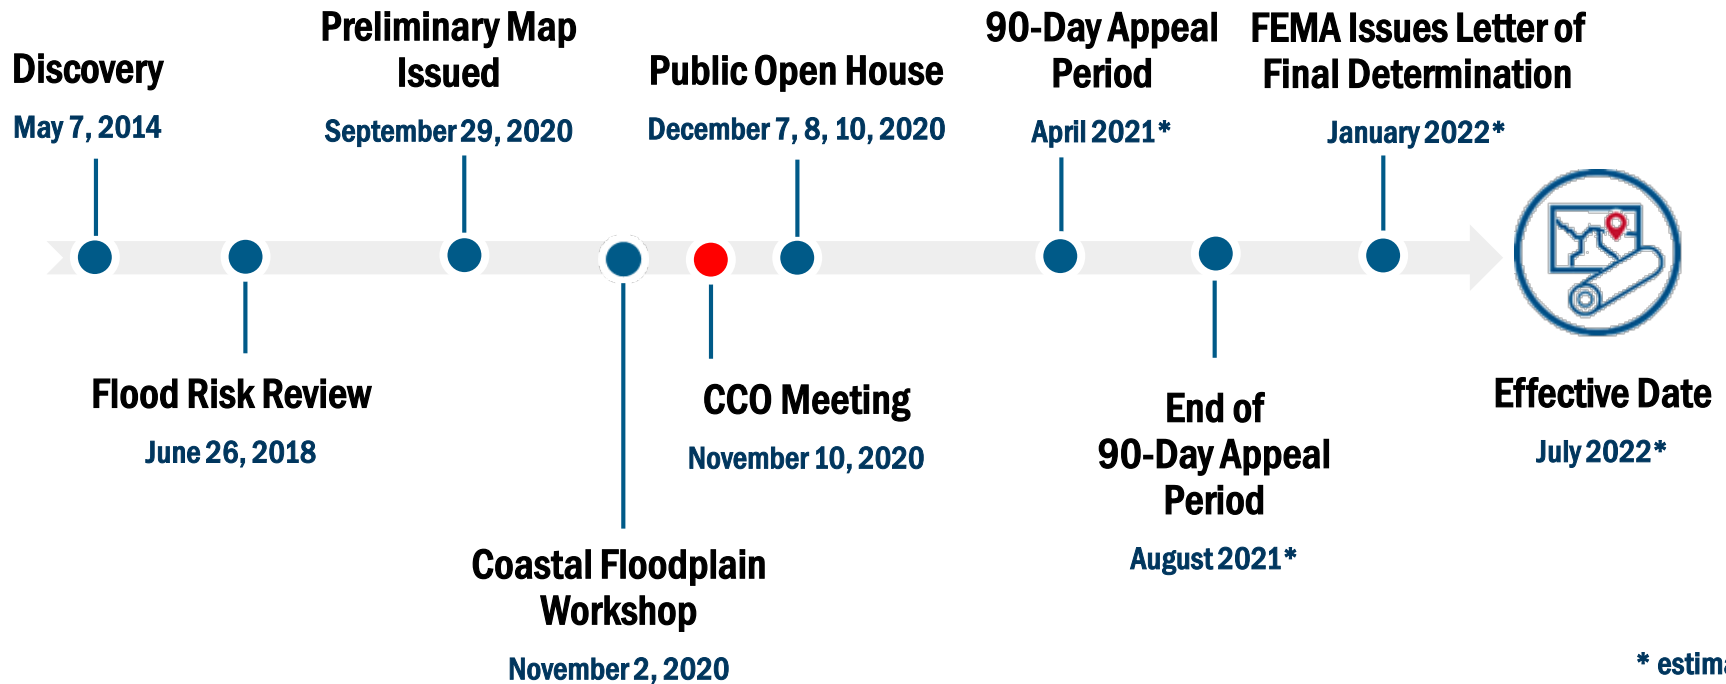 Discovery
May 7, 2014
Flood Risk Review
June 26, 2018
Preliminary Map
Issued
September 29, 2020
Coastal Floodplain
Workshop
November 2, 2020
CCO Meeting
November 10, 2020
Public Open House
December 7, 8, 10, 2020
90-Day Appeal
Period
April 2021*
End of
90-Day Appeal
Period
August 2021*
FEMA Issues Letter of
Final Determination
January 2022*
Effective Date
July 2022*
*